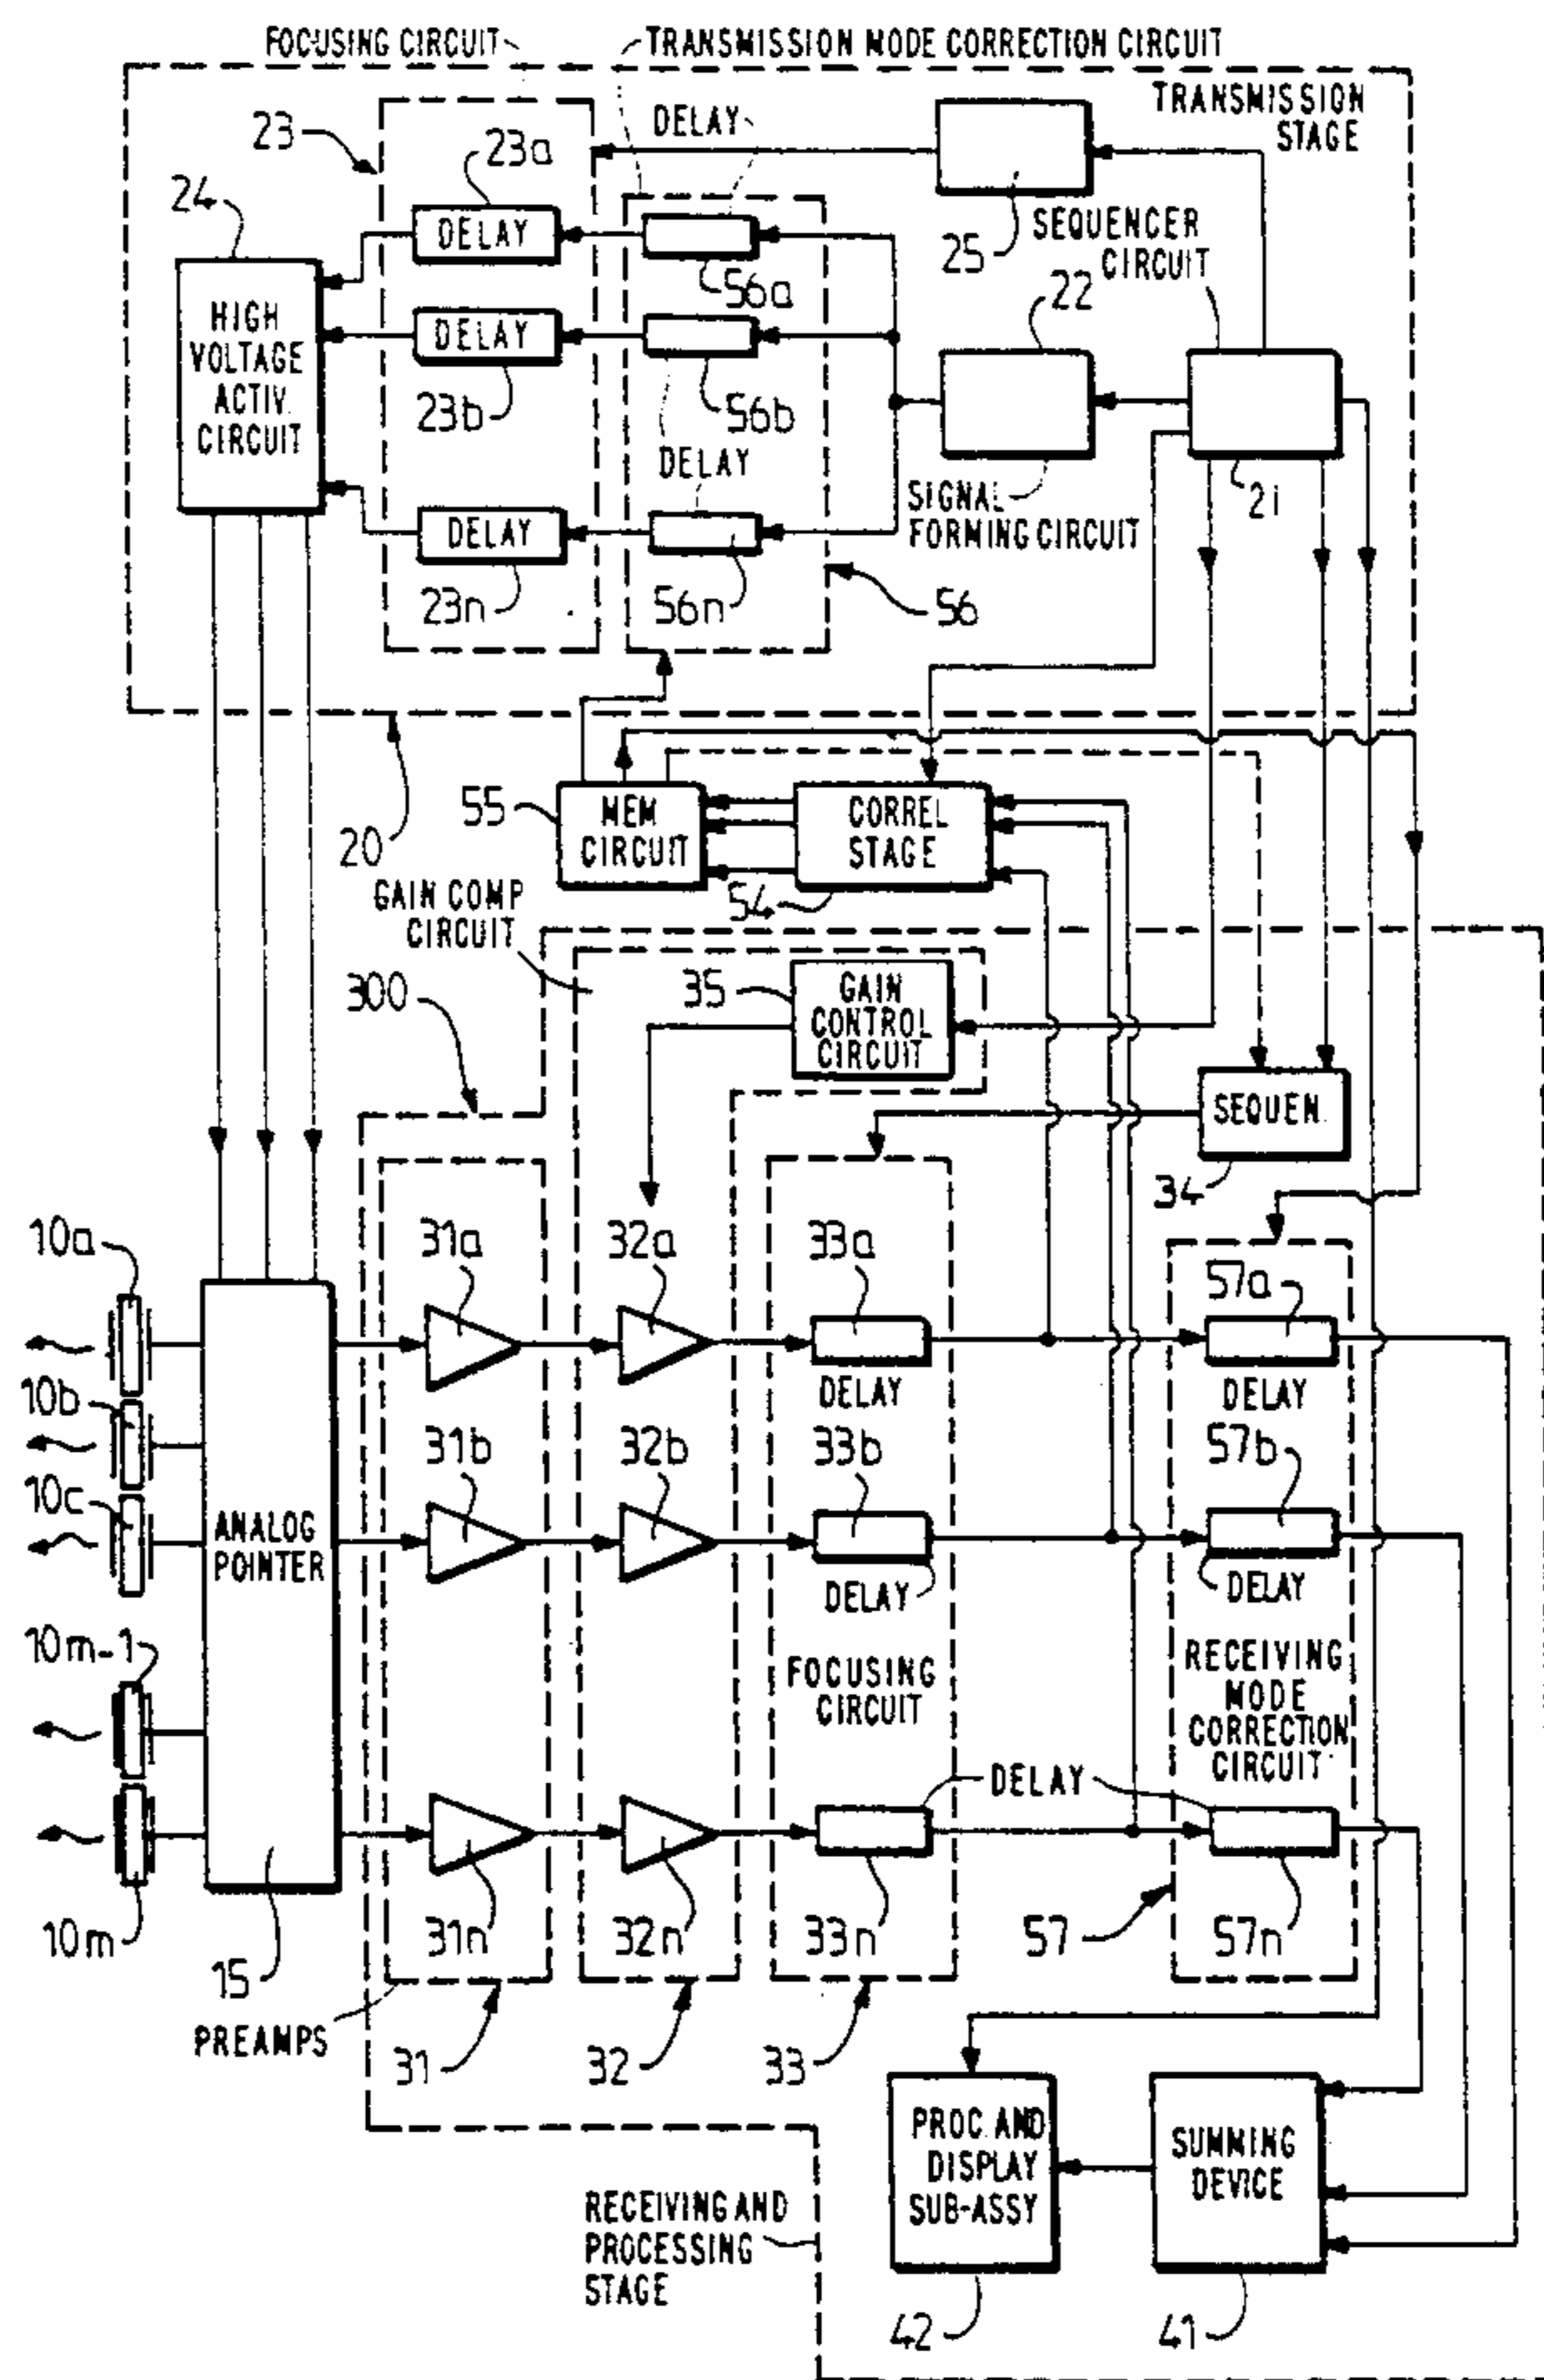 FOCUSING CIRCUIT
TRANSMISSION MODE CORRECTION CIRCUIT
TRANSMISSION
STAGE
23
DELAY
23a
24
DELAY
25
SEQUENCER
CIRCUIT
56a
22
HIGH
VOLTAGE
ACTIV.
CIRCUIT
DELAY
23b
56b
DELAY
SIGNAL
FORMING CIRCUIT
21
DELAY
23n
56n
56
20
55
MEM
CIRCUIT
CORREL
STAGE
54
GAIN COMP
CIRCUIT
300
35
GAIN
CONTROL
CIRCUIT
SEQUEN.
34
10a
31a
32a
33a
57a
DELAY
DELAY
10b
31b
32b
33b
57b
10c
ANALOG
POINTER
DELAY
DELAY
10m-1
FOCUSING
CIRCUIT
RECEIVING
MODE
CORRECTION
CIRCUIT
DELAY
10m
15
31n
32n
33n
57
57n
PREAMPS
31
32
33
PROC AND
DISPLAY
SUB-ASSY
SUMMING
DEVICE
RECEIVING AND
PROCESSING
STAGE
42
41